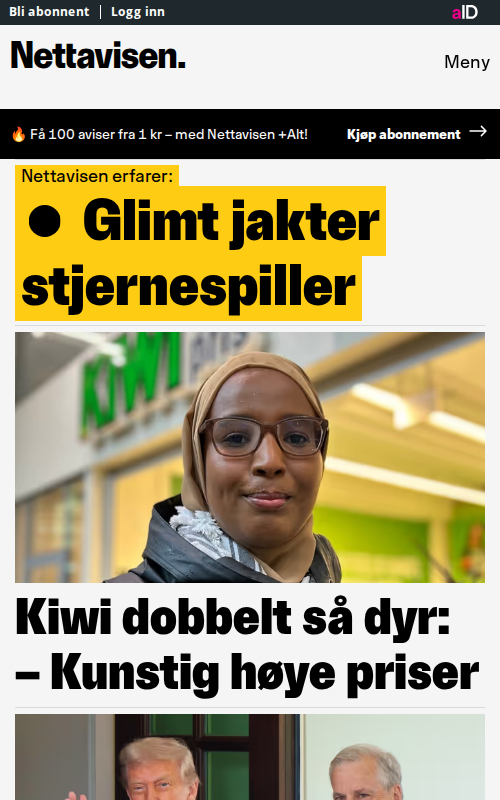 Bli abonnent
Logg inn
aID
Nettavisen.
Meny
🔥 Få 100 aviser fra 1 kr – med Nettavisen +Alt!
Kjøp abonnement →
Nettavisen erfarer:
● Glimt jakter
stjernespiller
KIWI
Kiwi dobbelt så dyr:
– Kunstig høye priser